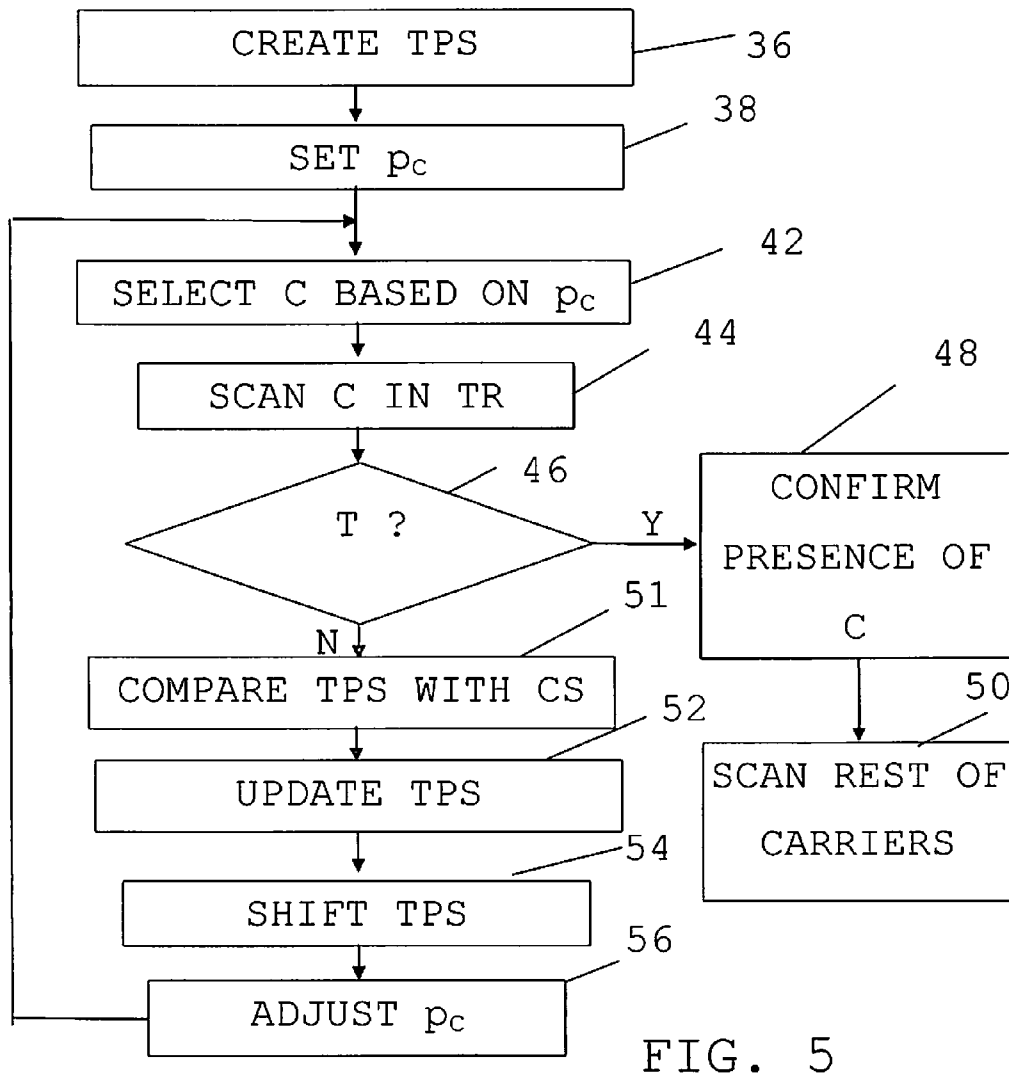 CREATE TPS
36
38
SET pC
42
SELECT C BASED ON pC
44
SCAN C IN TR
48
46
T ?
Y
CONFIRM
PRESENCE OF
C
N
51
COMPARE TPS WITH CS
50
52
SCAN REST OF
CARRIERS
UPDATE TPS
54
SHIFT TPS
56
ADJUST pC
FIG. 5